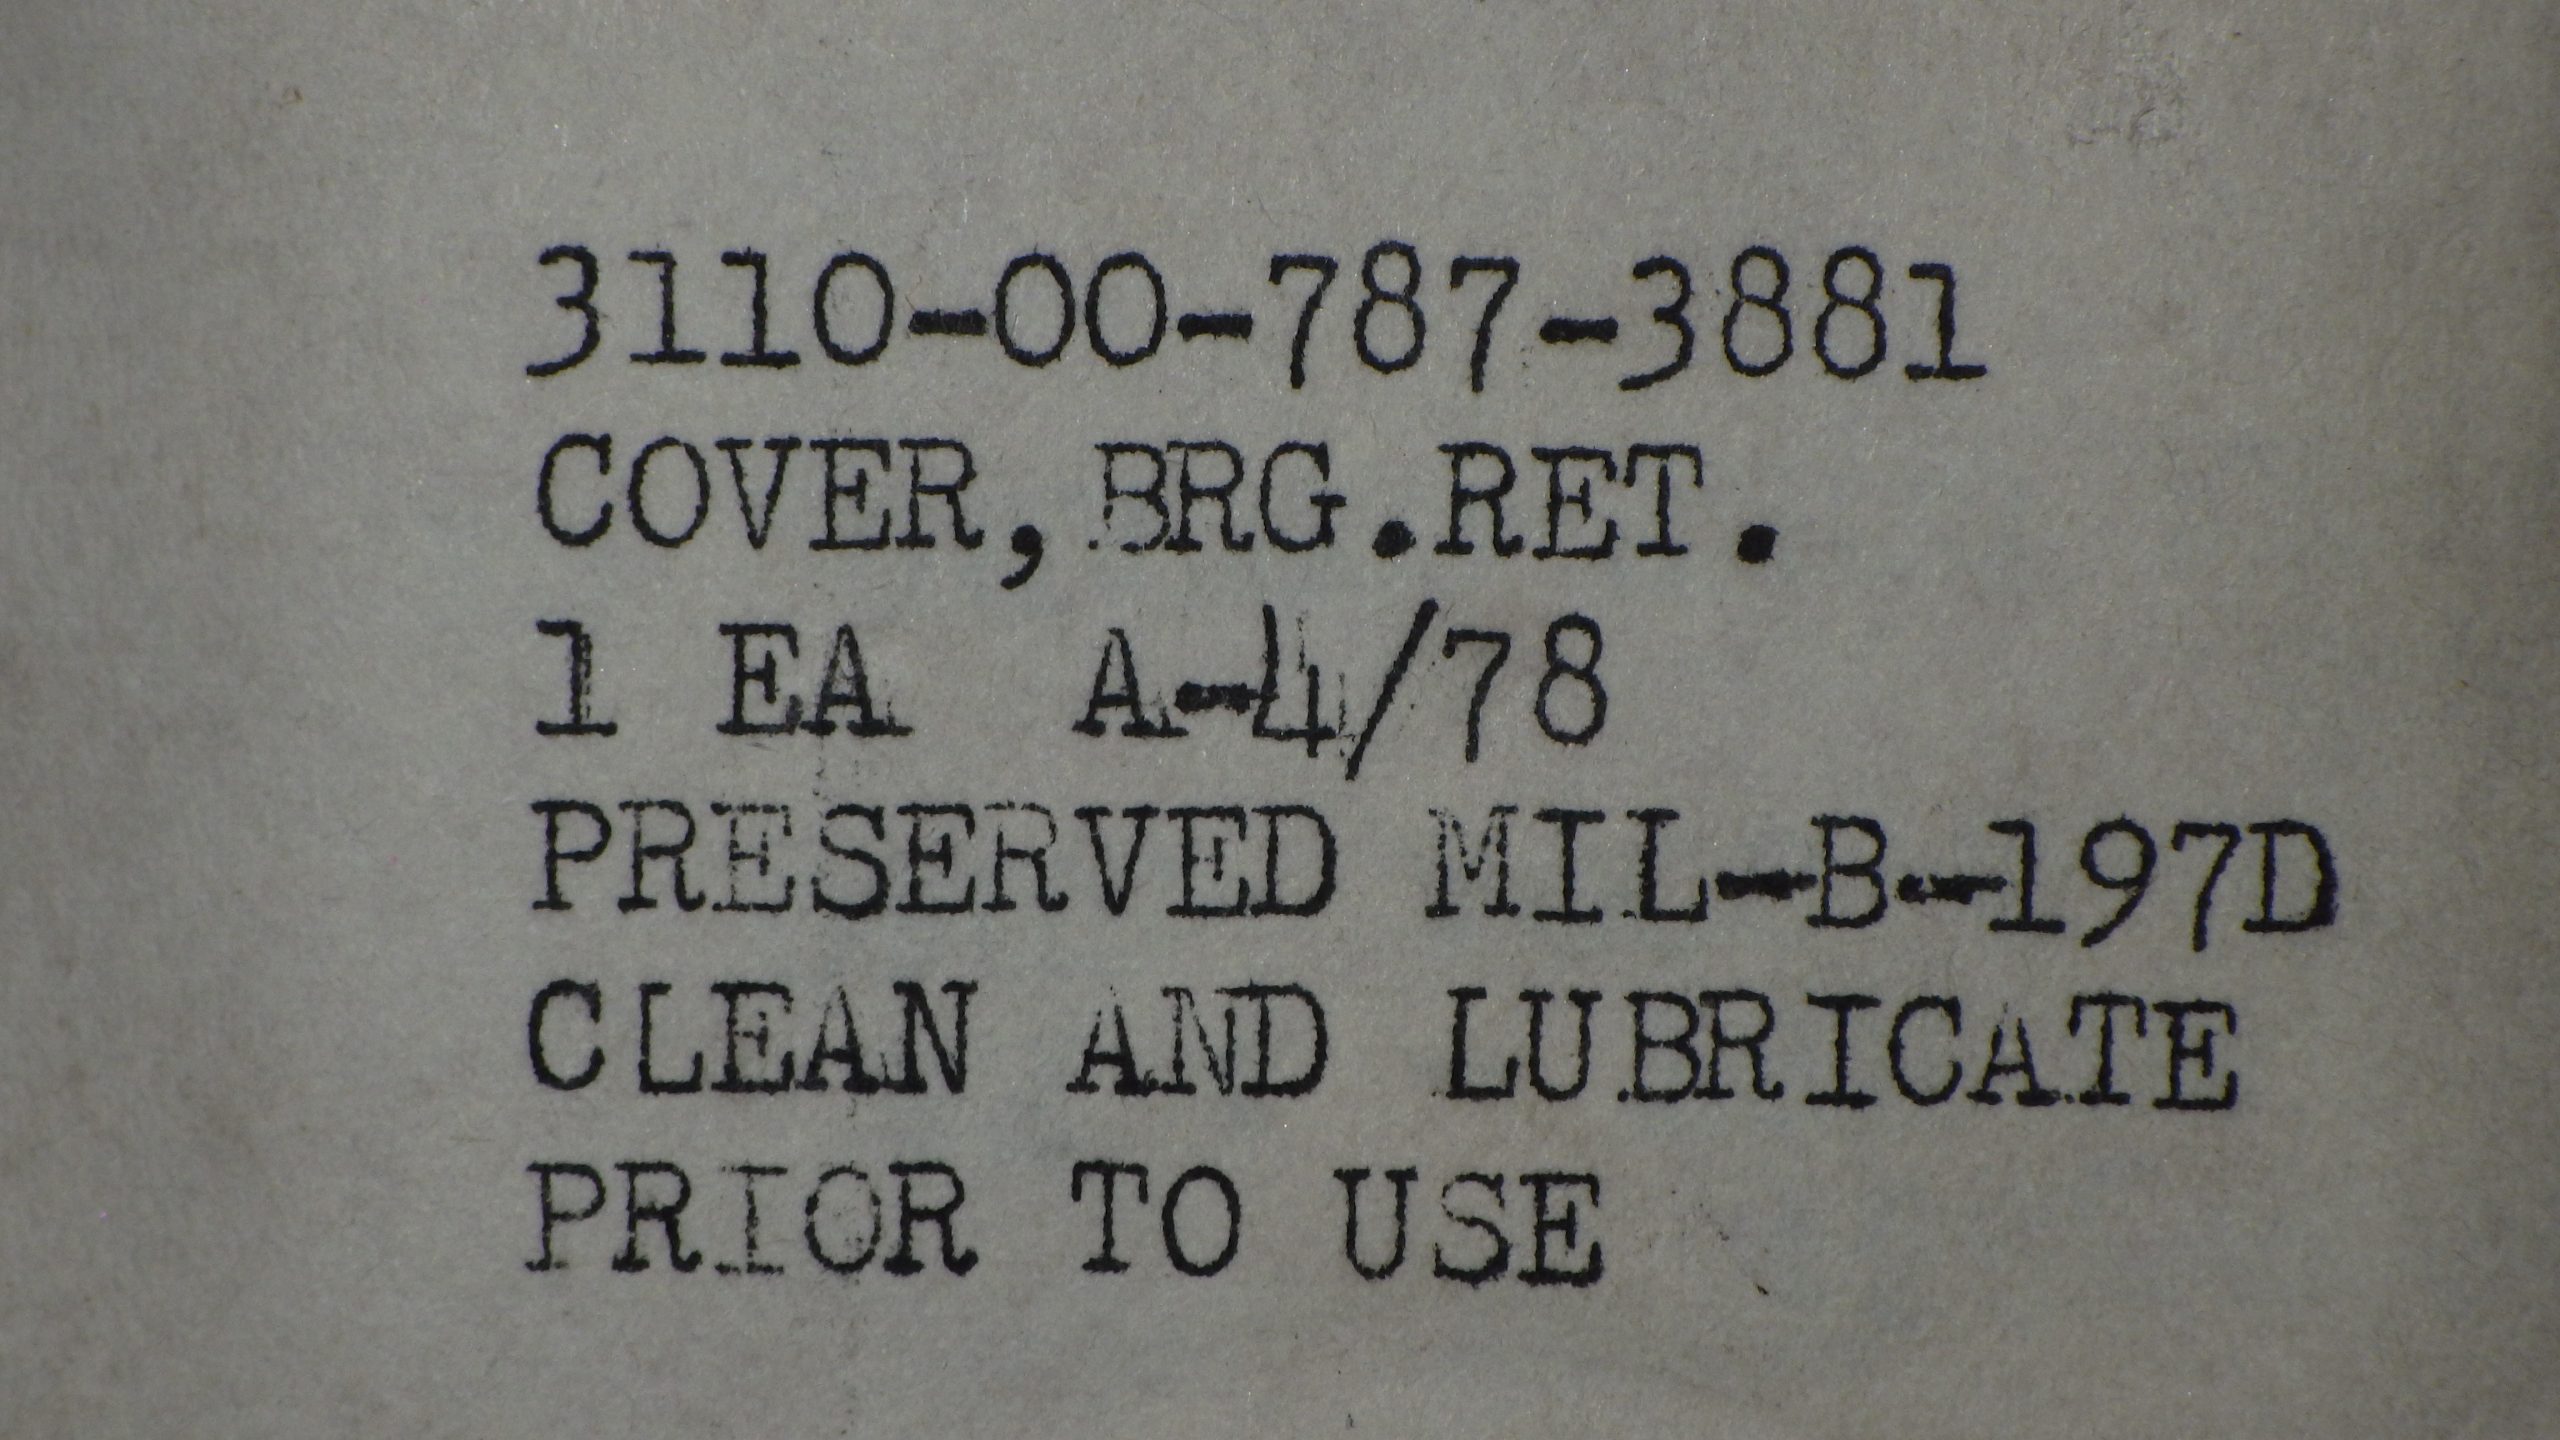 3110-00-787-3881
COVER, BRG.RET.
1 EA A-4/78
PRESERVED MIL-B-197D
CLEAN AND LUBRICATE
PRIOR TO USE